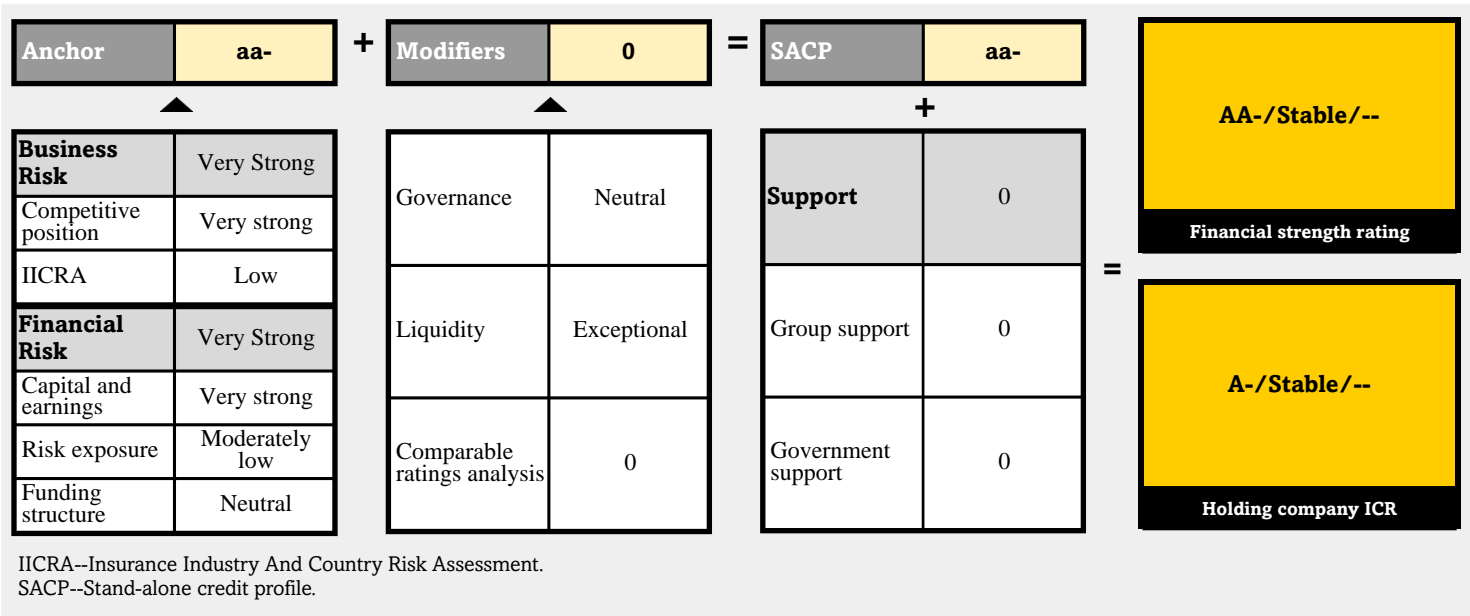 Anchor
aa-
+
Modifiers
0
=
SACP
aa-
Business
Risk
Very Strong
Competitive
position
Very strong
IICRA
Low
Financial
Risk
Very Strong
Capital and
earnings
Very strong
Risk exposure
Moderately
low
Funding
structure
Neutral
Governance
Neutral
Liquidity
Exceptional
Comparable
ratings analysis
0
+
Support
0
Group support
0
Government
support
0
=
AA-/Stable/--
Financial strength rating
A-/Stable/--
Holding company ICR
IICRA--Insurance Industry And Country Risk Assessment.
SACP--Stand-alone credit profile.